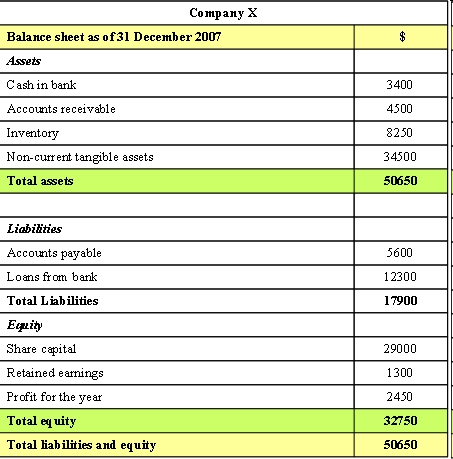 Company X
Balance sheet as of 31 December 2007 $
Assets
Cash in bank 3400
Accounts receivable 4500
Inventory 8250
Non-current tangible assets 34500
Total assets 50650
Liabilities
Accounts payable 5600
Loans from bank 12300
Total Liabilities 17900
Equity
Share capital 29000
Retained earnings 1300
Profit for the year 2450
Total equity 32750
Total liabilities and equity 50650